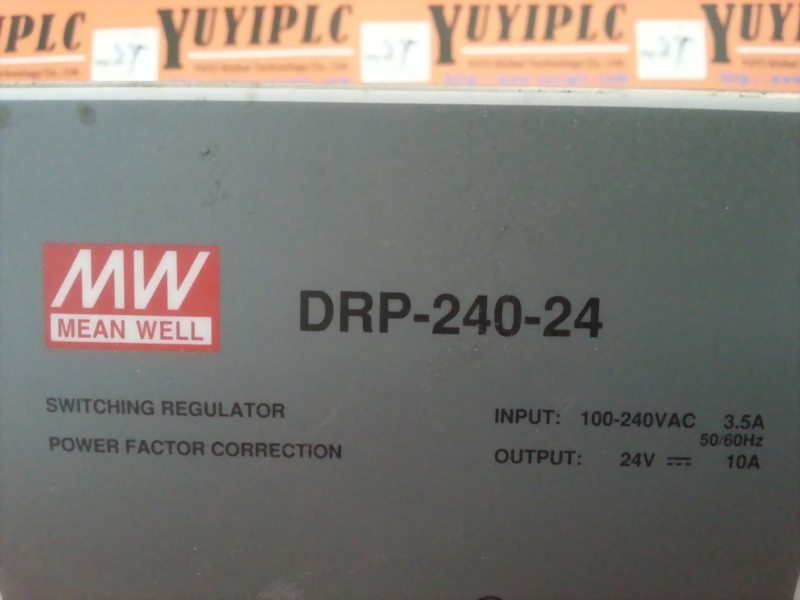 YUYIPLC YUYIPLC YUYIPLC YUYIPLC
MW
MEAN WELL
DRP-240-24
SWITCHING REGULATOR
POWER FACTOR CORRECTION
INPUT: 100-240VAC 3.5A
50/60Hz
OUTPUT: 24V ⎓ 10A